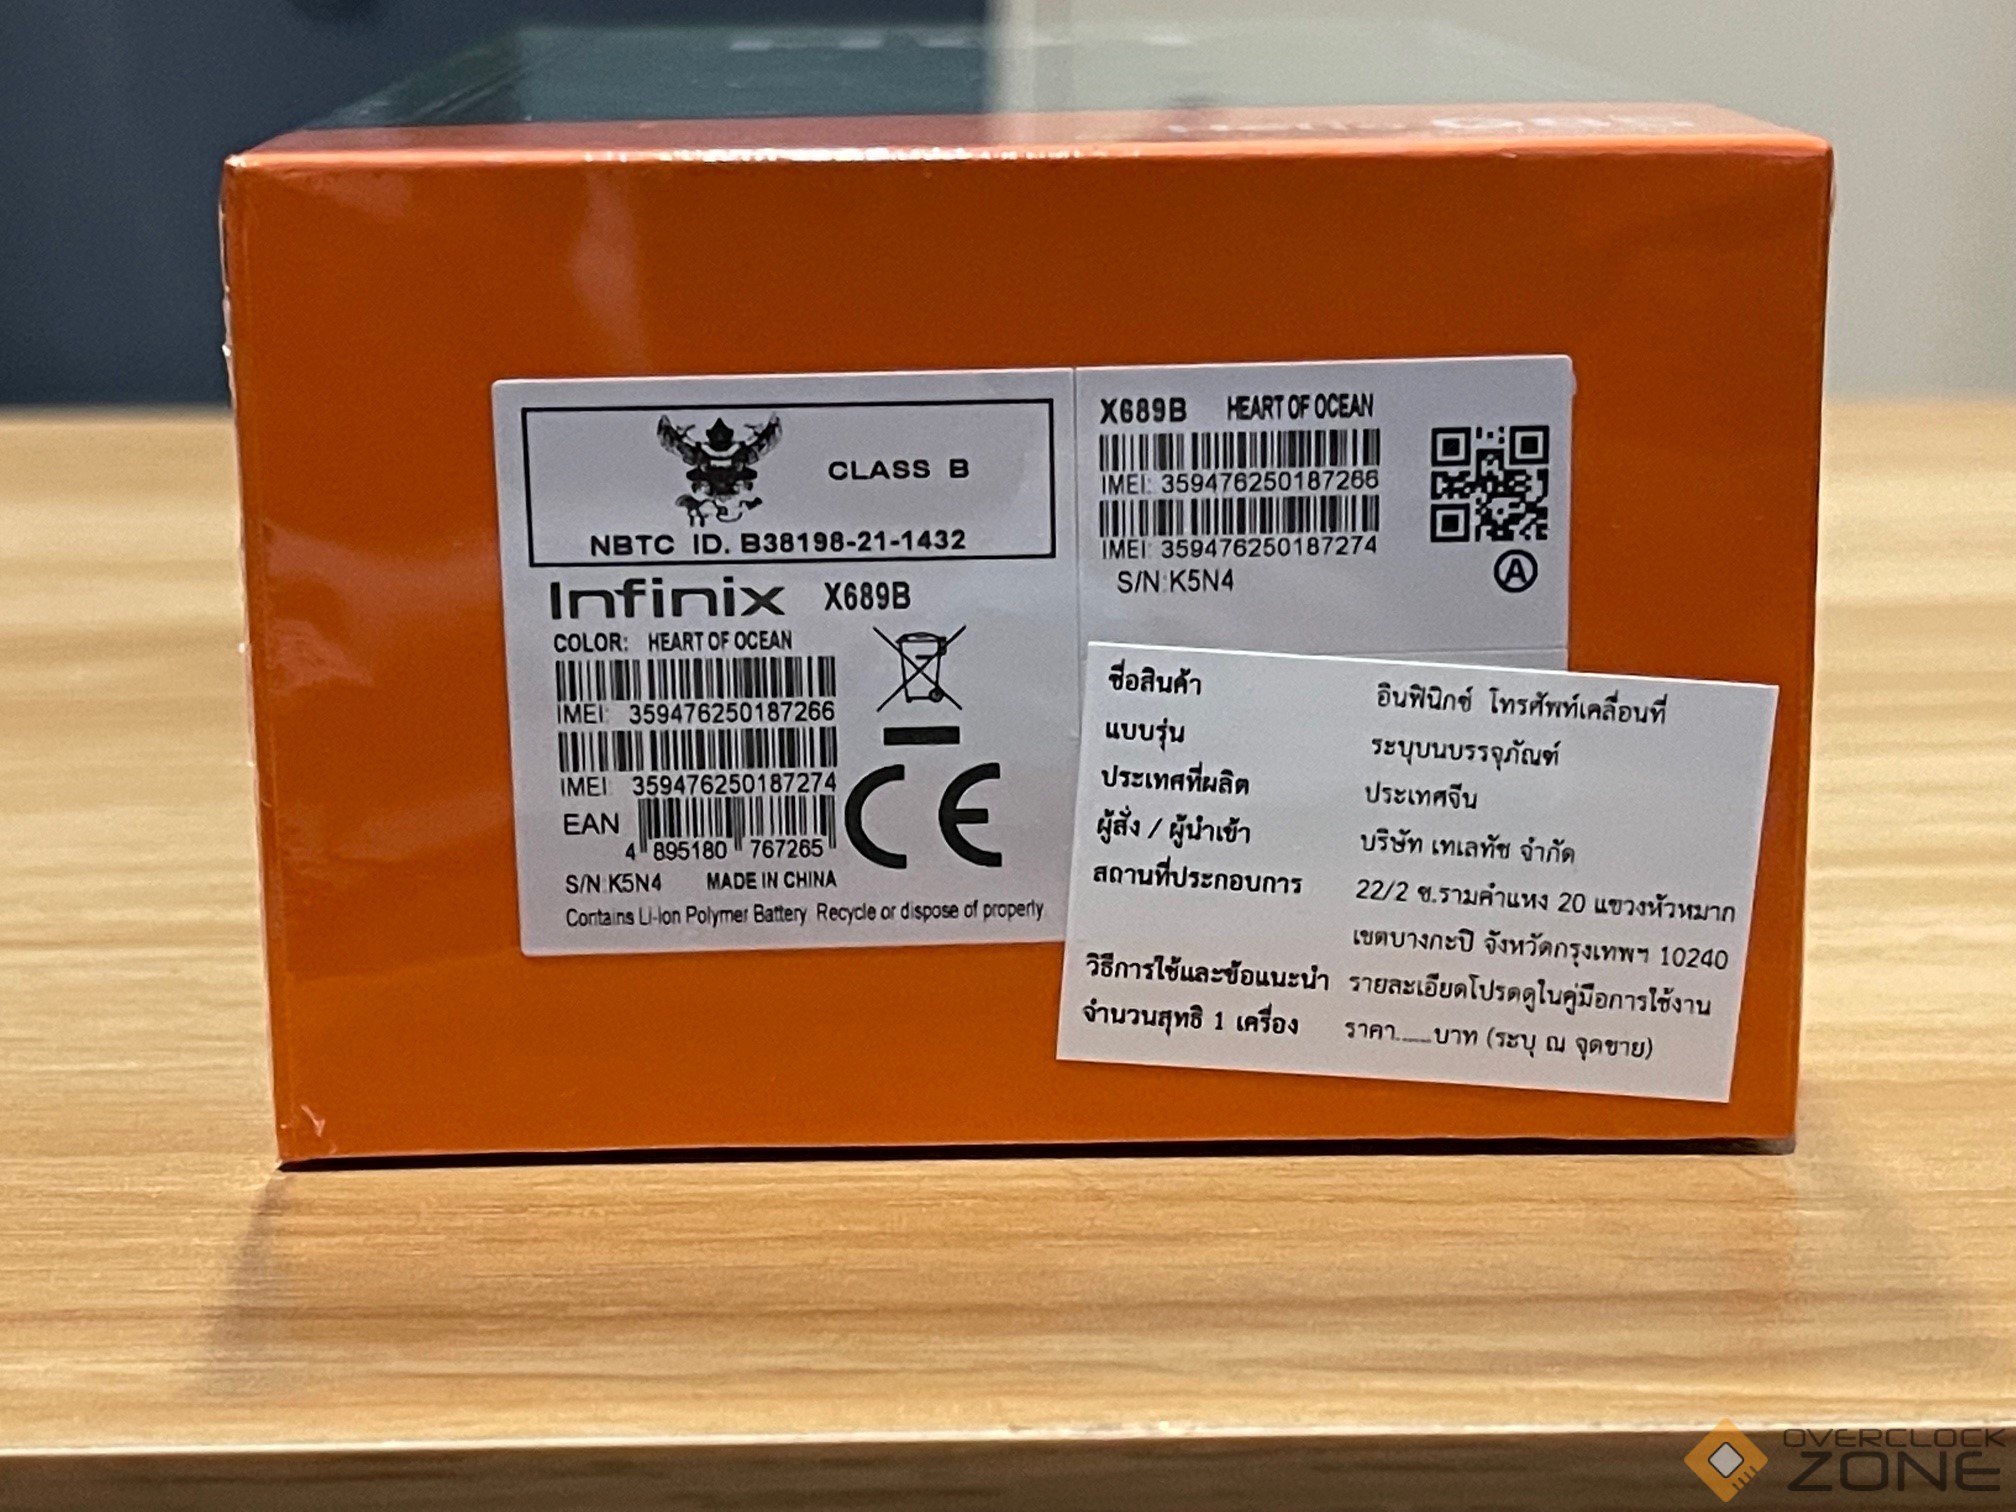 CLASS B
NBTC ID. B38198-21-1432
Infinix X689B
COLOR: HEART OF OCEAN
IMEI: 359476250187266
IMEI: 359476250187274
EAN
4 895180 767265
S/N:K5N4 MADE IN CHINA
Contains Li-Ion Polymer Battery Recycle or dispose of properly
CE
X689B HEART OF OCEAN
IMEI: 359476250187266
IMEI: 359476250187274
S/N:K5N4
A
ชื่อสินค้า อินฟินิกซ์ โทรศัพท์เคลื่อนที่
แบบรุ่น ระบุบนบรรจุภัณฑ์
ประเทศที่ผลิต ประเทศจีน
ผู้สั่ง / ผู้นำเข้า บริษัท เทเลทัช จำกัด
สถานที่ประกอบการ 22/2 ซ.รามคำแหง 20 แขวงหัวหมาก
เขตบางกะปิ จังหวัดกรุงเทพฯ 10240
วิธีการใช้และข้อแนะนำ รายละเอียดโปรดดูในคู่มือการใช้งาน
จำนวนสุทธิ 1 เครื่อง ราคา......บาท (ระบุ ณ จุดขาย)
OVERCLOCK
ZONE